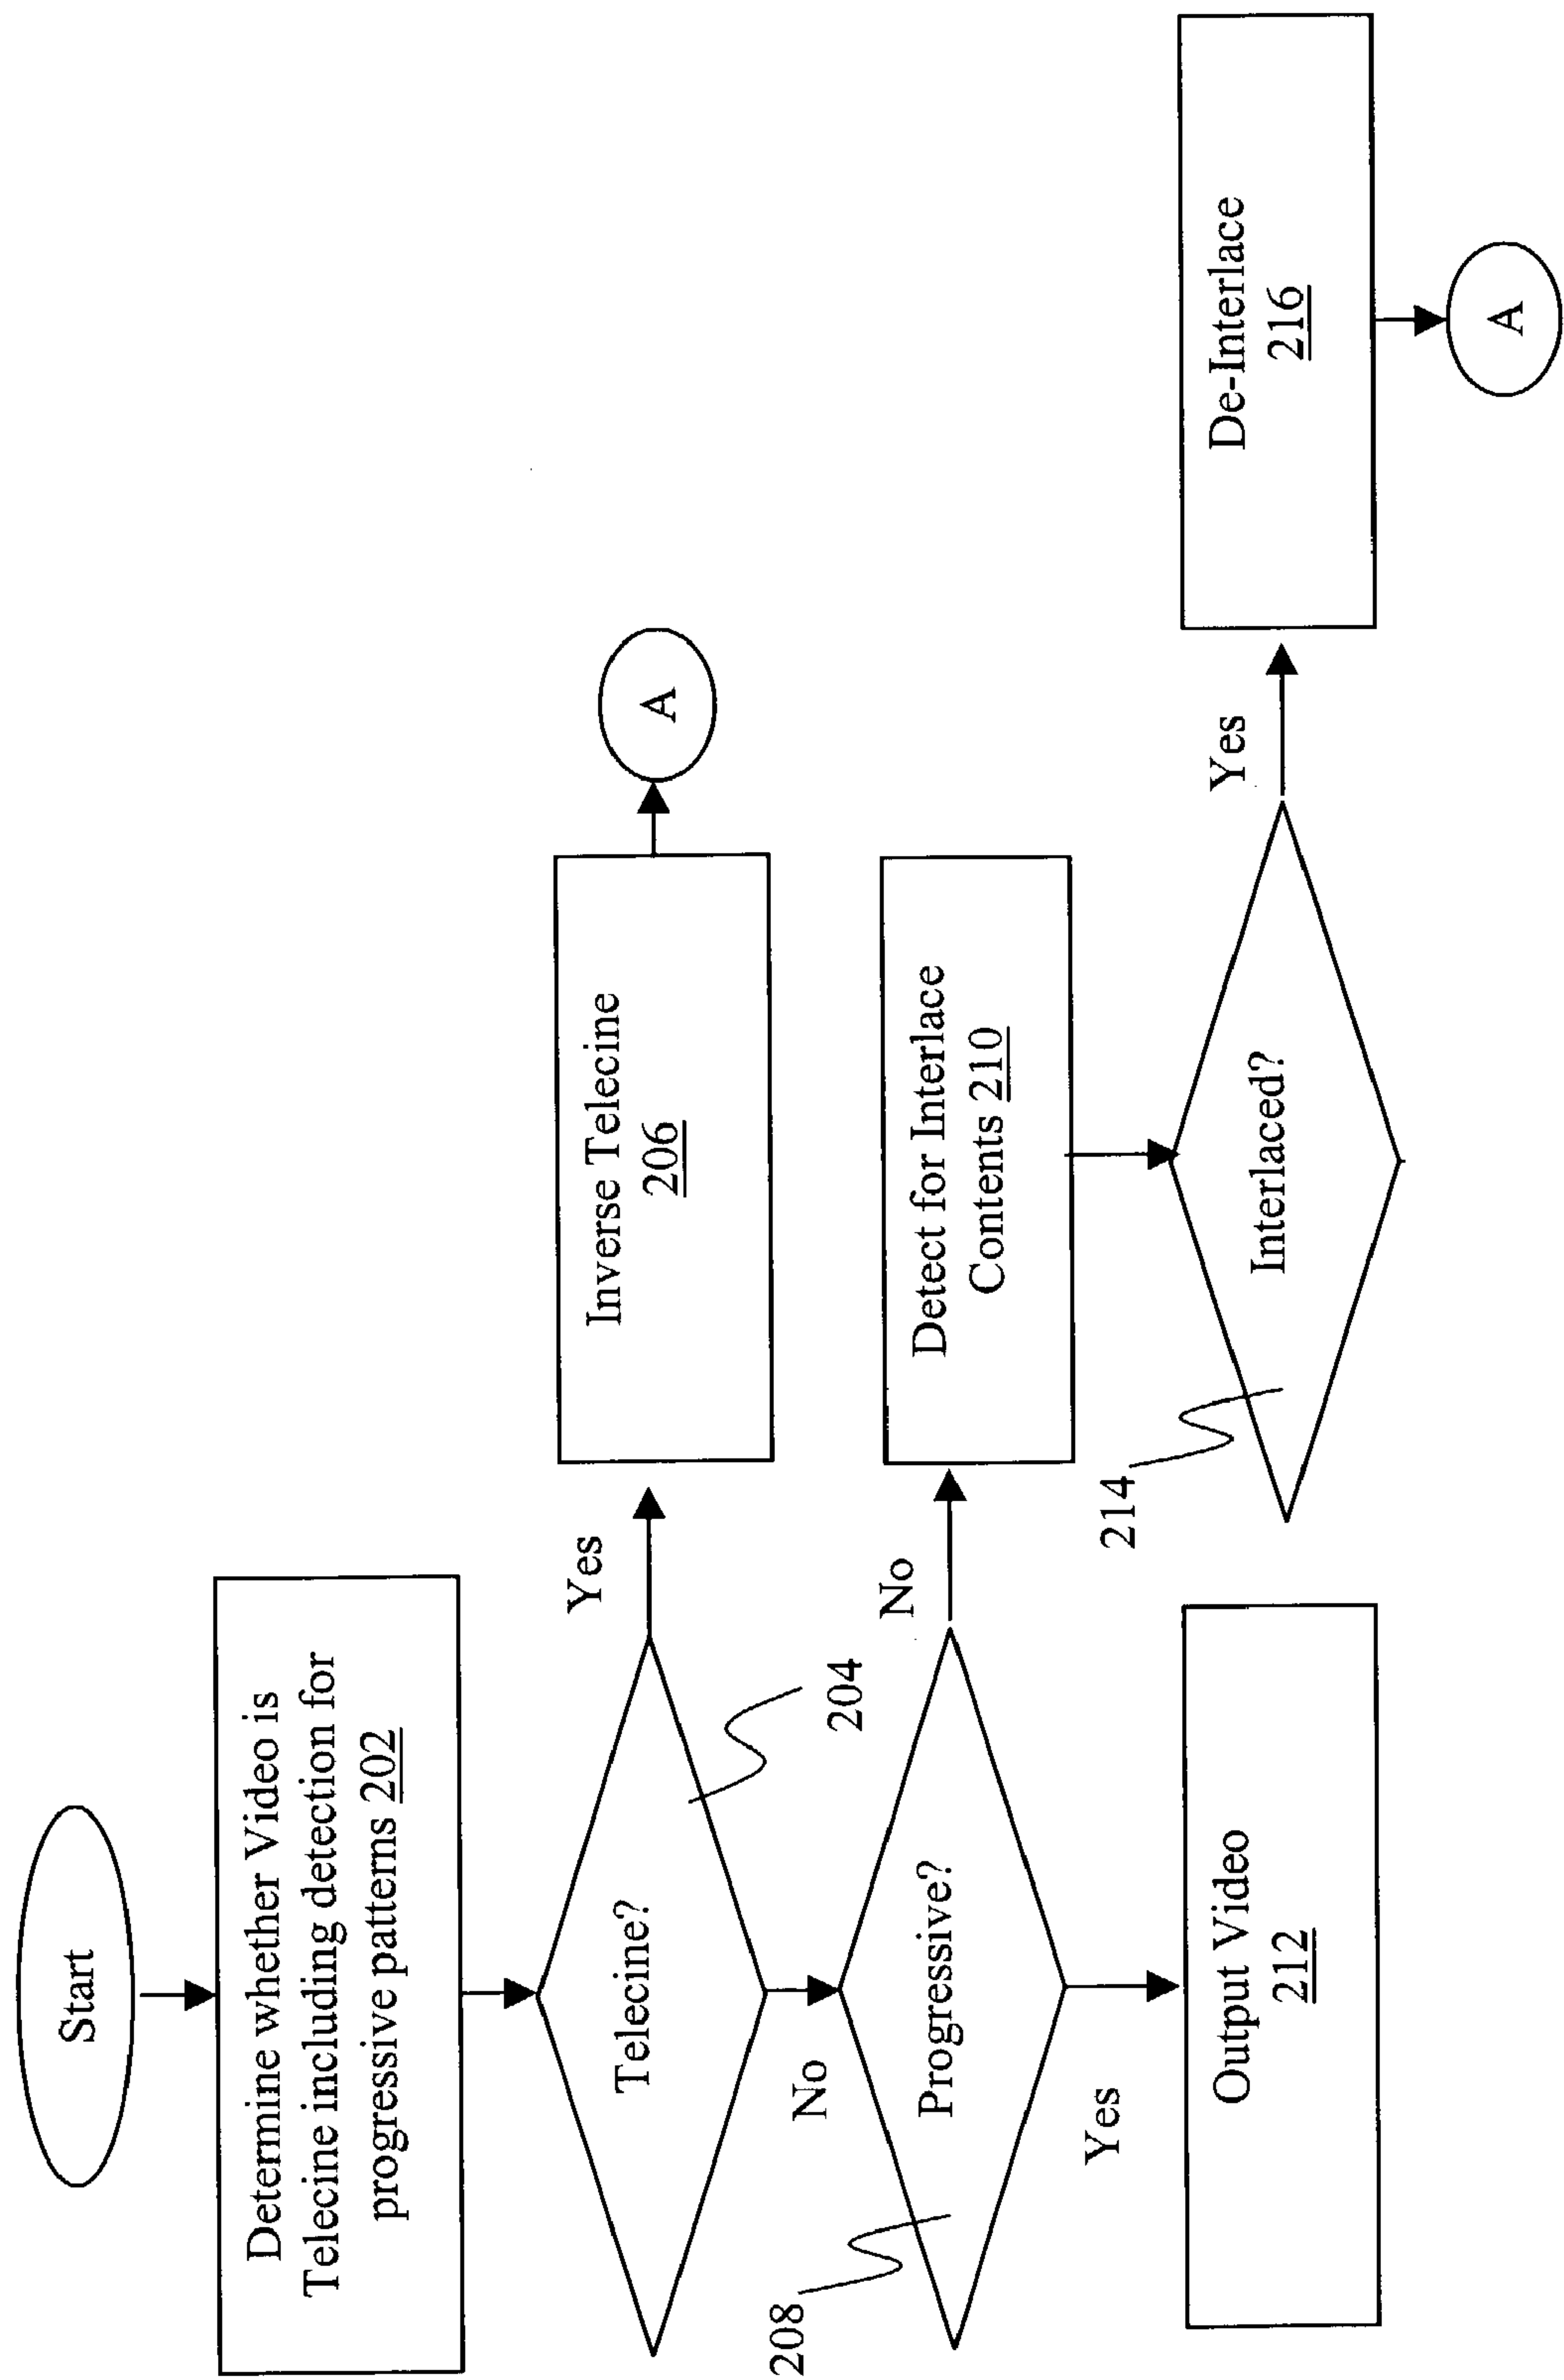 Start
Determine whether Video is
Telecine including detection for
progressive patterns 202
Telecine?
204
Yes
Inverse Telecine
206
A
No
Progressive?
208
No
Detect for Interlace
Contents 210
Yes
Output Video
212
214
Interlaced?
Yes
De-Interlace
216
A